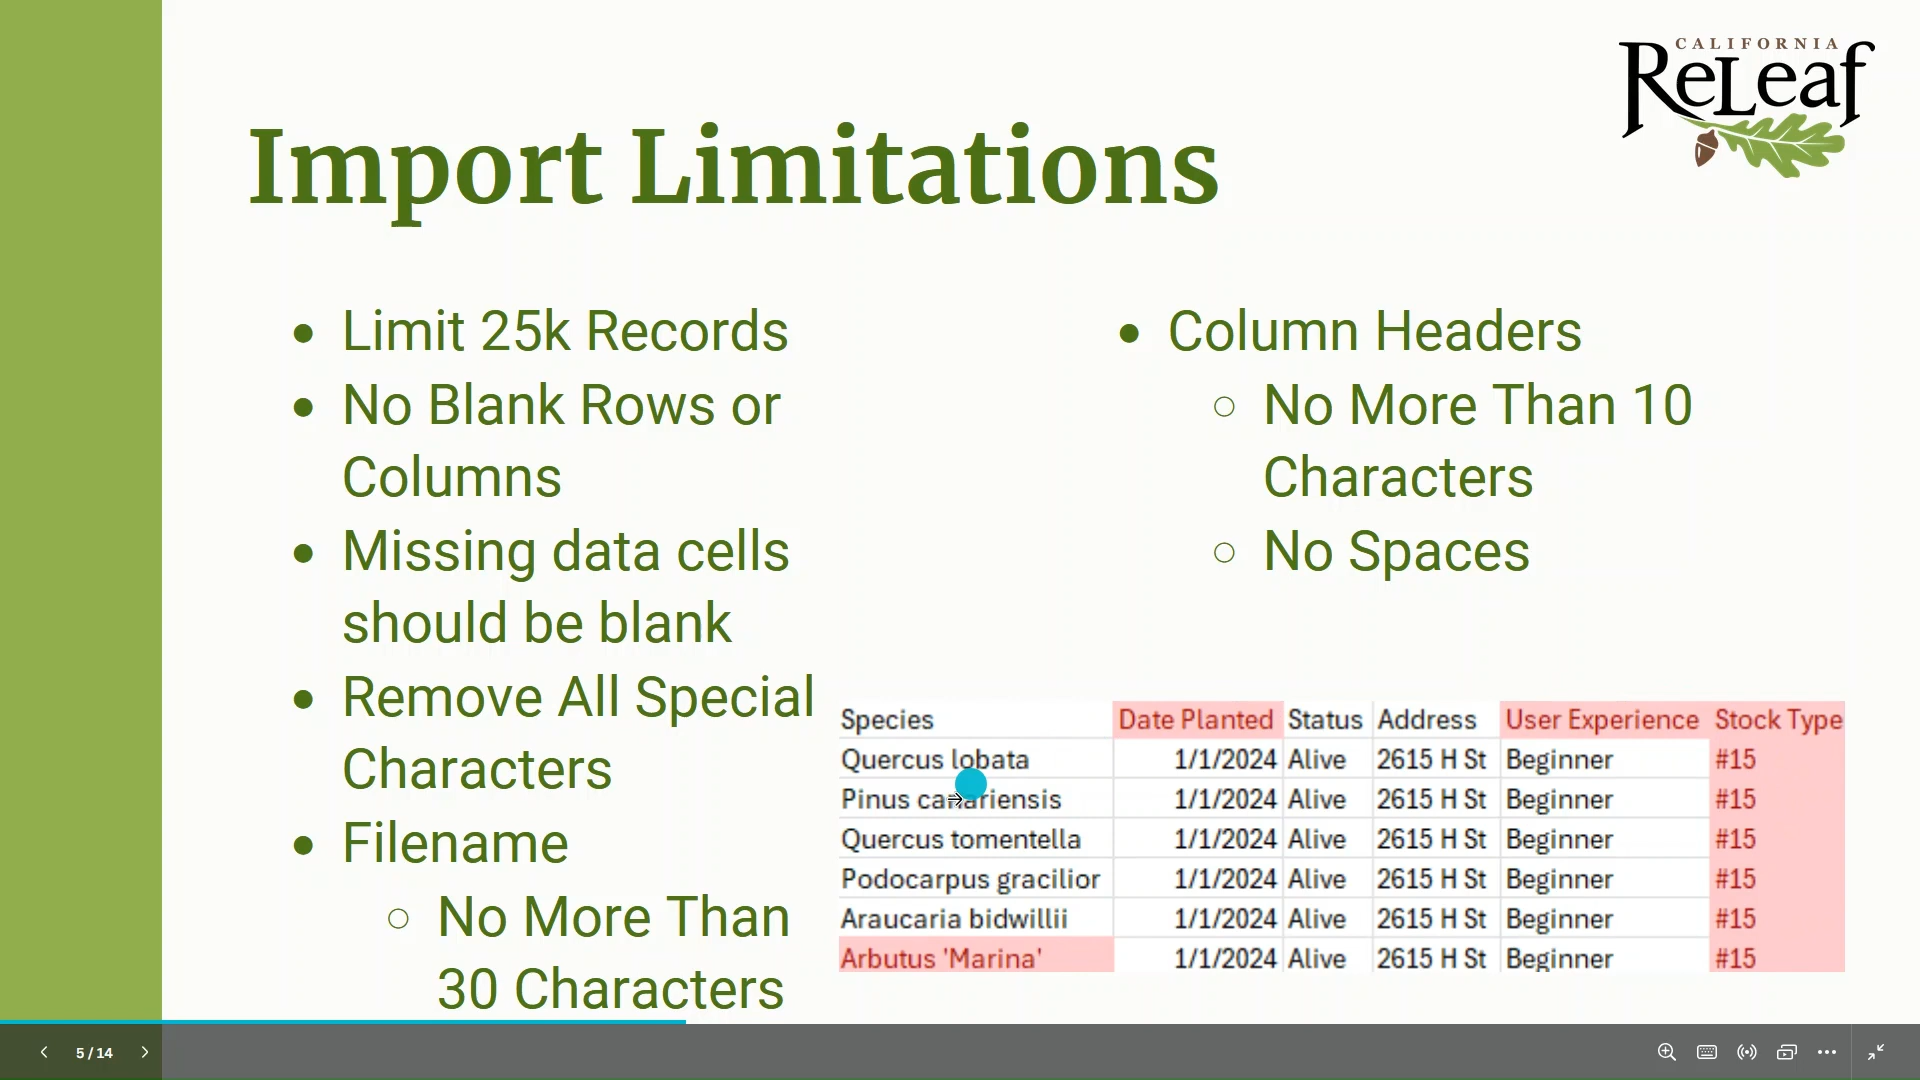 CALIFORNIA
ReLeaf
Import Limitations
• Limit 25k Records
• No Blank Rows or
Columns
• Missing data cells
should be blank
• Remove All Special
Characters
• Filename
○ No More Than
30 Characters
• Column Headers
○ No More Than 10
Characters
○ No Spaces
Species Date Planted Status Address User Experience Stock Type
Quercus lobata 1/1/2024 Alive 2615 H St Beginner #15
Pinus canariensis 1/1/2024 Alive 2615 H St Beginner #15
Quercus tomentella 1/1/2024 Alive 2615 H St Beginner #15
Podocarpus gracilior 1/1/2024 Alive 2615 H St Beginner #15
Araucaria bidwillii 1/1/2024 Alive 2615 H St Beginner #15
Arbutus 'Marina' 1/1/2024 Alive 2615 H St Beginner #15
5 / 14